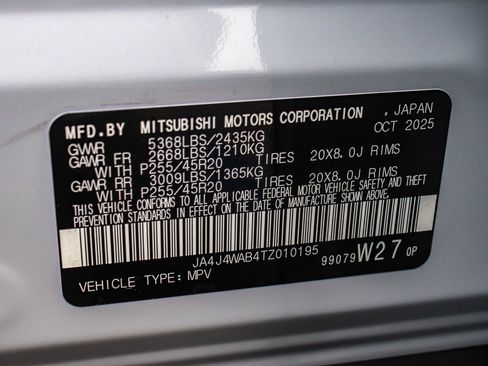 MFD.BY MITSUBISHI MOTORS CORPORATION , JAPAN
GVWR 5368LBS/2435KG OCT 2025
GAWR FR 2668LBS/1210KG
WITH P255/45R20 TIRES 20X8.0J RIMS
GAWR RR 3009LBS/1365KG
WITH P255/45R20 TIRES 20X8.0J RIMS
THIS VEHICLE CONFORMS TO ALL APPLICABLE FEDERAL MOTOR VEHICLE SAFETY AND THEFT
PREVENTION STANDARDS IN EFFECT ON THE DATE OF MANUFACTURE SHOWN ABOVE.
JA4J4WAB4TZ010195
VEHICLE TYPE: MPV 99079 W27 0P